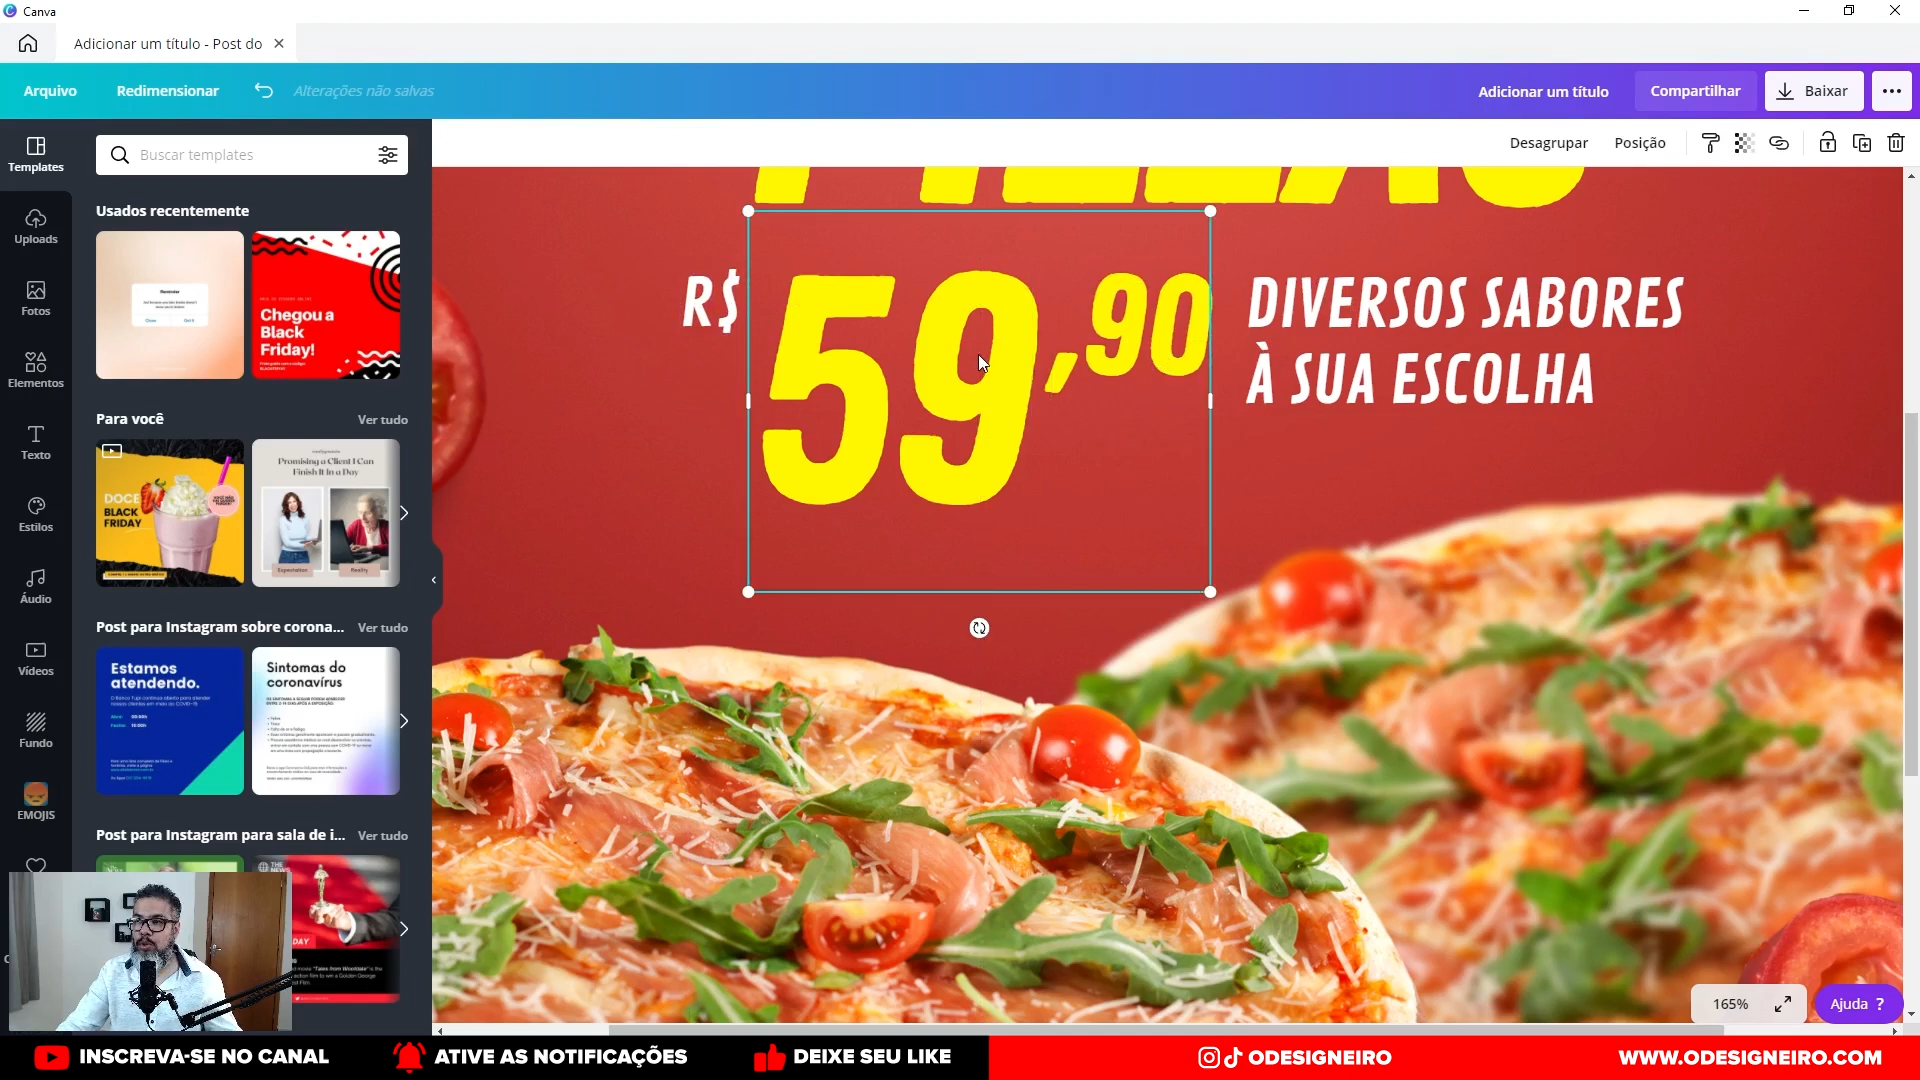 Canva
Adicionar um título - Post do
Arquivo
Redimensionar
Alterações não salvas
Adicionar um título
Compartilhar
Baixar
Desagrupar
Posição
Templates
Uploads
Fotos
Elementos
Texto
Estilos
Áudio
Vídeos
Fundo
EMOJIS
Buscar templates
Usados recentemente
Reminder
Chegou a
Black
Friday!
Para você
Ver tudo
DOCE
BLACK
FRIDAY
Promising a Client I Can
Finish It In a Day
Expectation
Reality
Post para Instagram sobre corona...
Ver tudo
Estamos
atendendo.
Sintomas do
coronavírus
Post para Instagram para sala de i...
Ver tudo
PIZZAS
R$
59
,90
DIVERSOS SABORES
À SUA ESCOLHA
165%
Ajuda ?
INSCREVA-SE NO CANAL
ATIVE AS NOTIFICAÇÕES
DEIXE SEU LIKE
ODESIGNEIRO
WWW.ODESIGNEIRO.COM